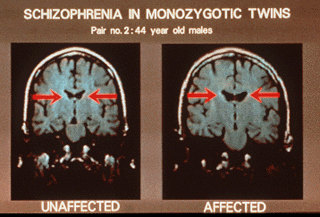 SCHIZOPHRENIA IN MONOZYGOTIC TWINS
Pair no.2: 44 year old males
UNAFFECTED
AFFECTED